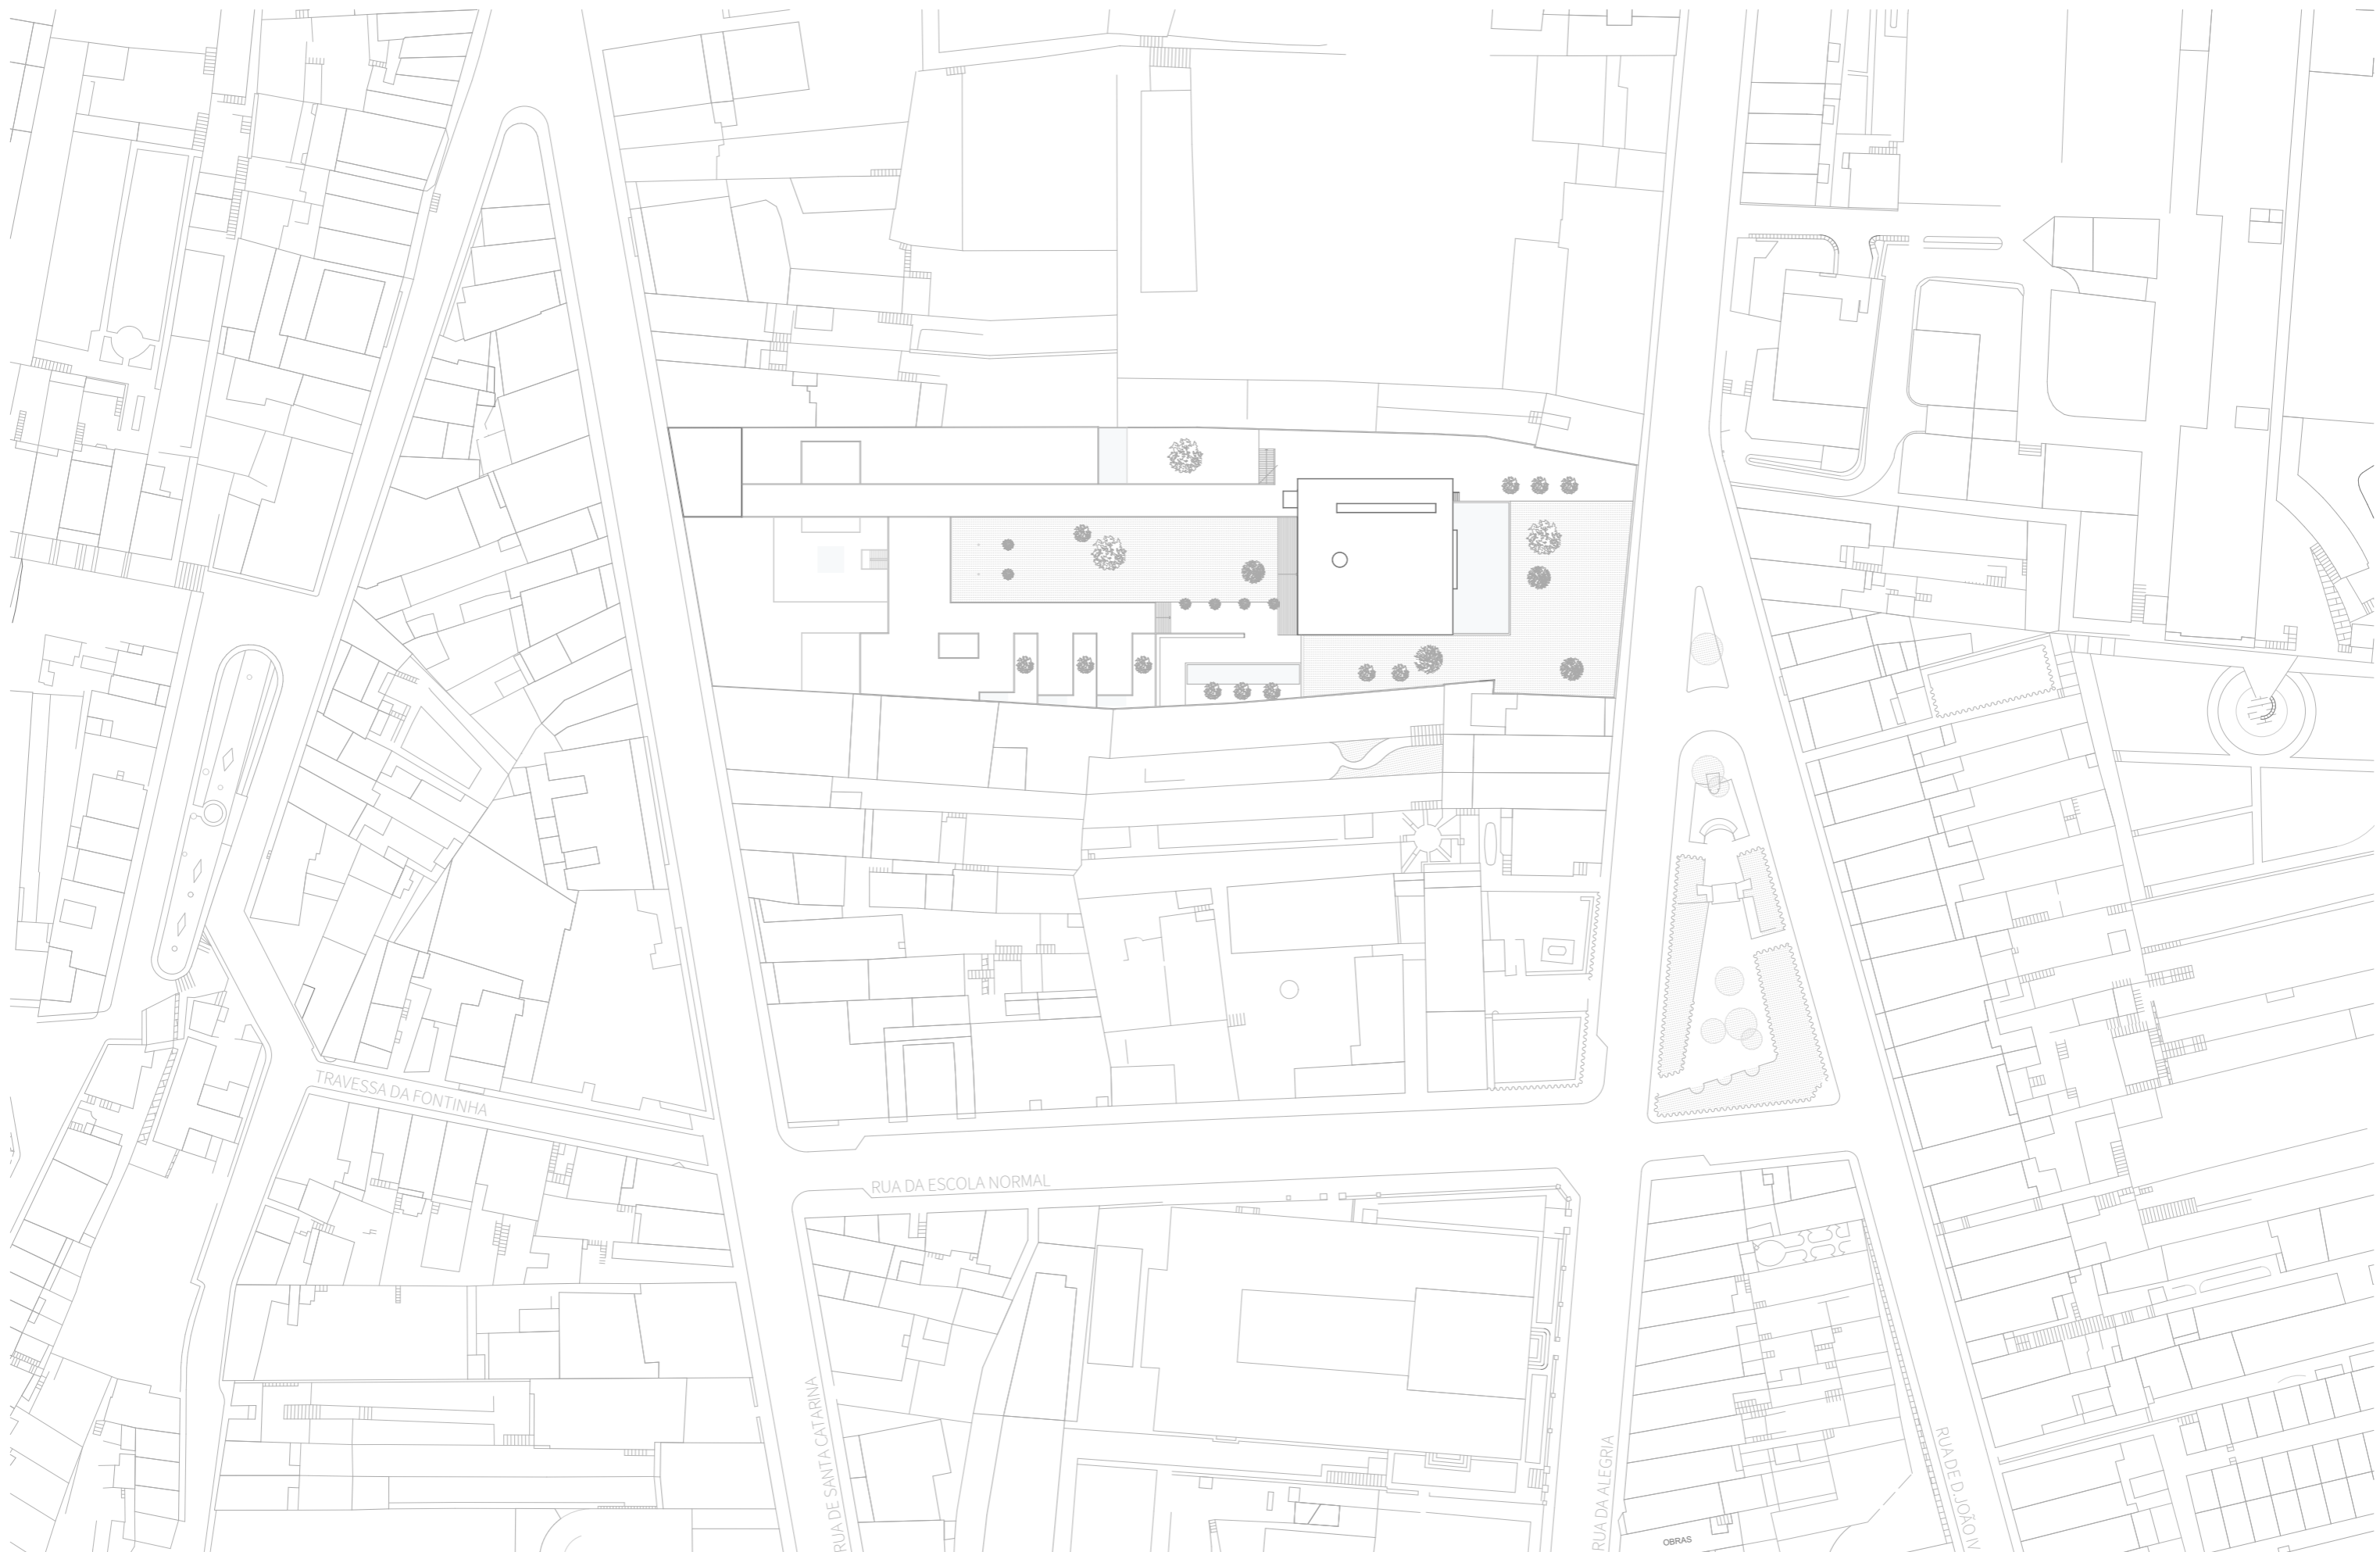 TRAVESSA DA FONTINHA
RUA DA ESCOLA NORMAL
RUA DE SANTA CATARINA
RUA DA ALEGRIA
RUA DE D. JOÃO IV
OBRAS